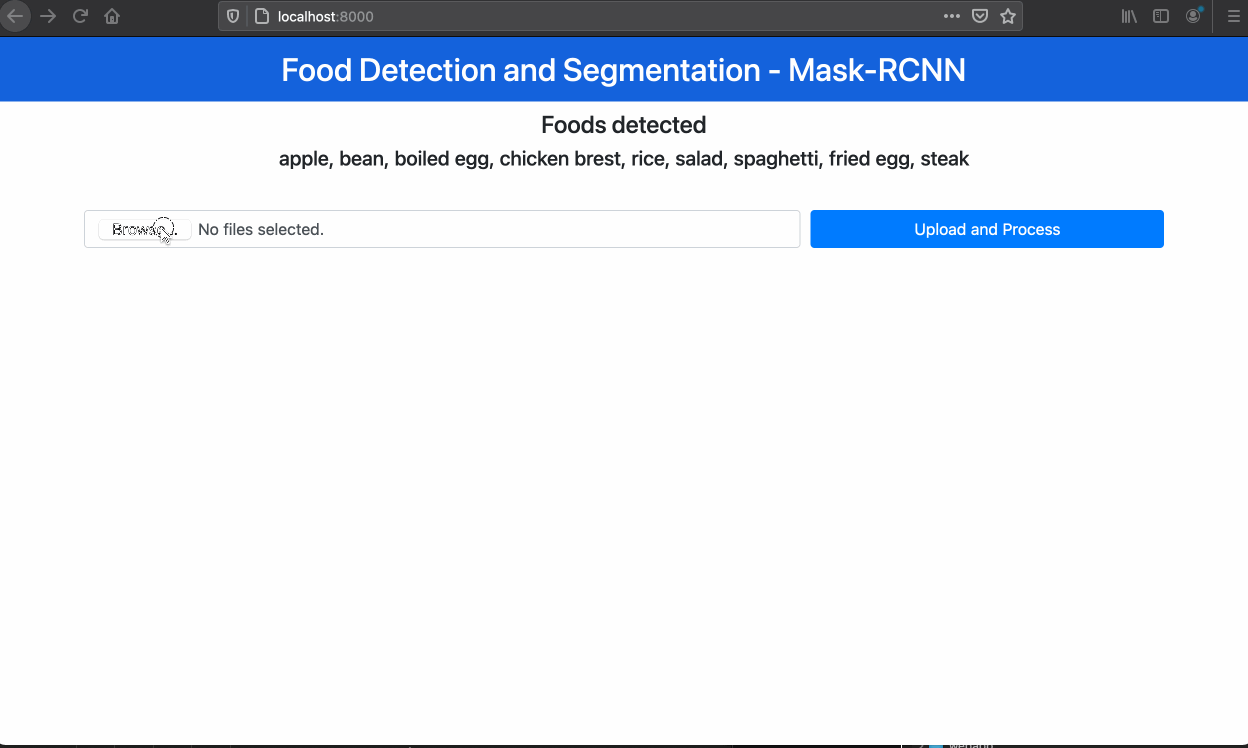 localhost:8000
Food Detection and Segmentation - Mask-RCNN
Foods detected
apple, bean, boiled egg, chicken brest, rice, salad, spaghetti, fried egg, steak
No files selected.
Upload and Process